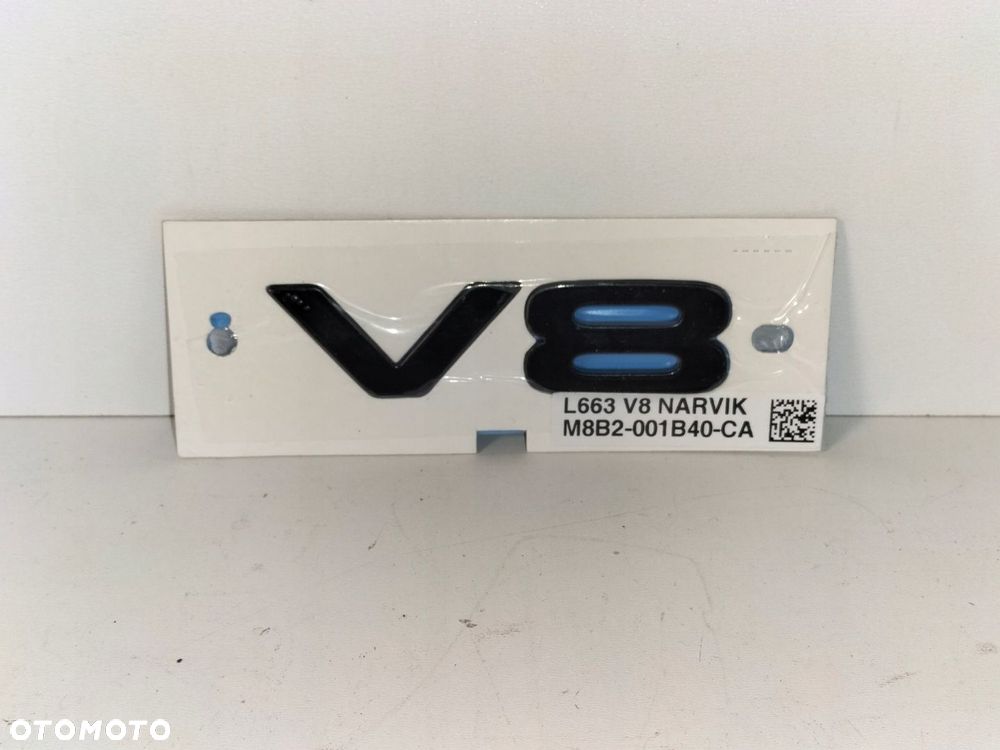 V8
L663 V8 NARVIK
M8B2-001B40-CA
OTOMOTO